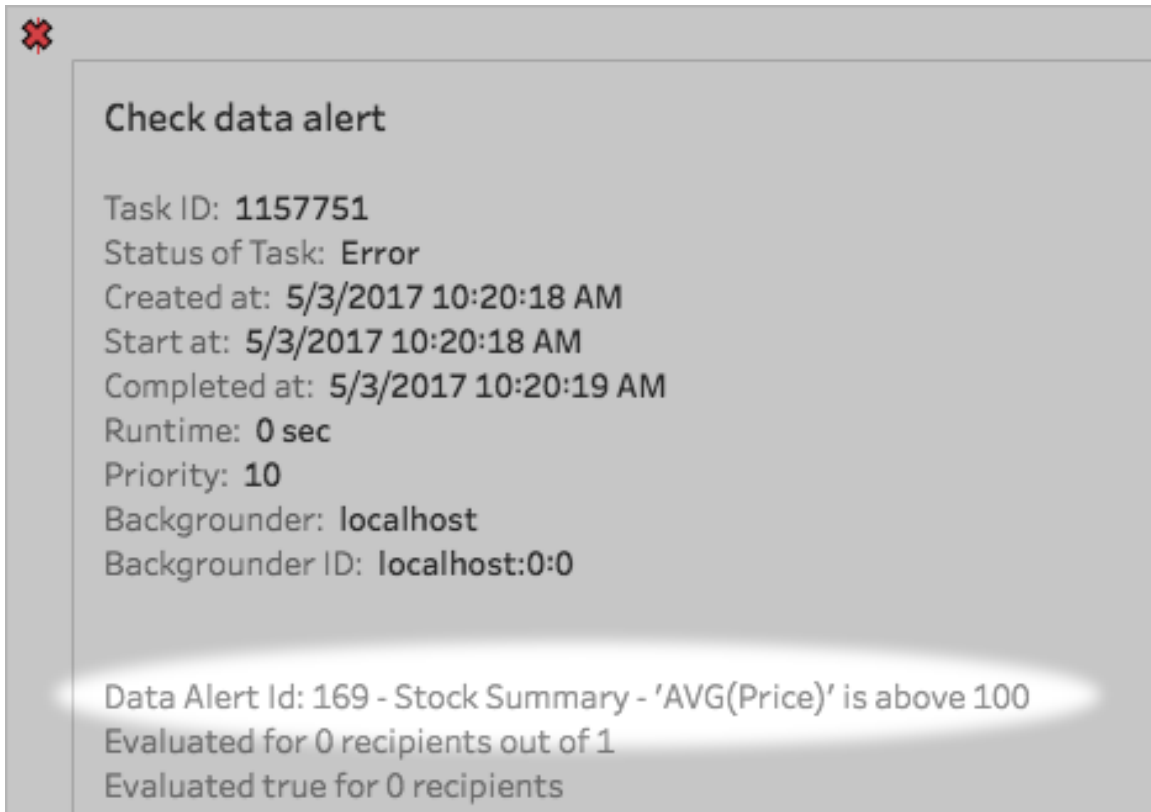 Check data alert
Task ID: 1157751
Status of Task: Error
Created at: 5/3/2017 10:20:18 AM
Start at: 5/3/2017 10:20:18 AM
Completed at: 5/3/2017 10:20:19 AM
Runtime: 0 sec
Priority: 10
Backgrounder: localhost
Backgrounder ID: localhost:0:0
Data Alert Id: 169 - Stock Summary - 'AVG(Price)' is above 100
Evaluated for 0 recipients out of 1
Evaluated true for 0 recipients